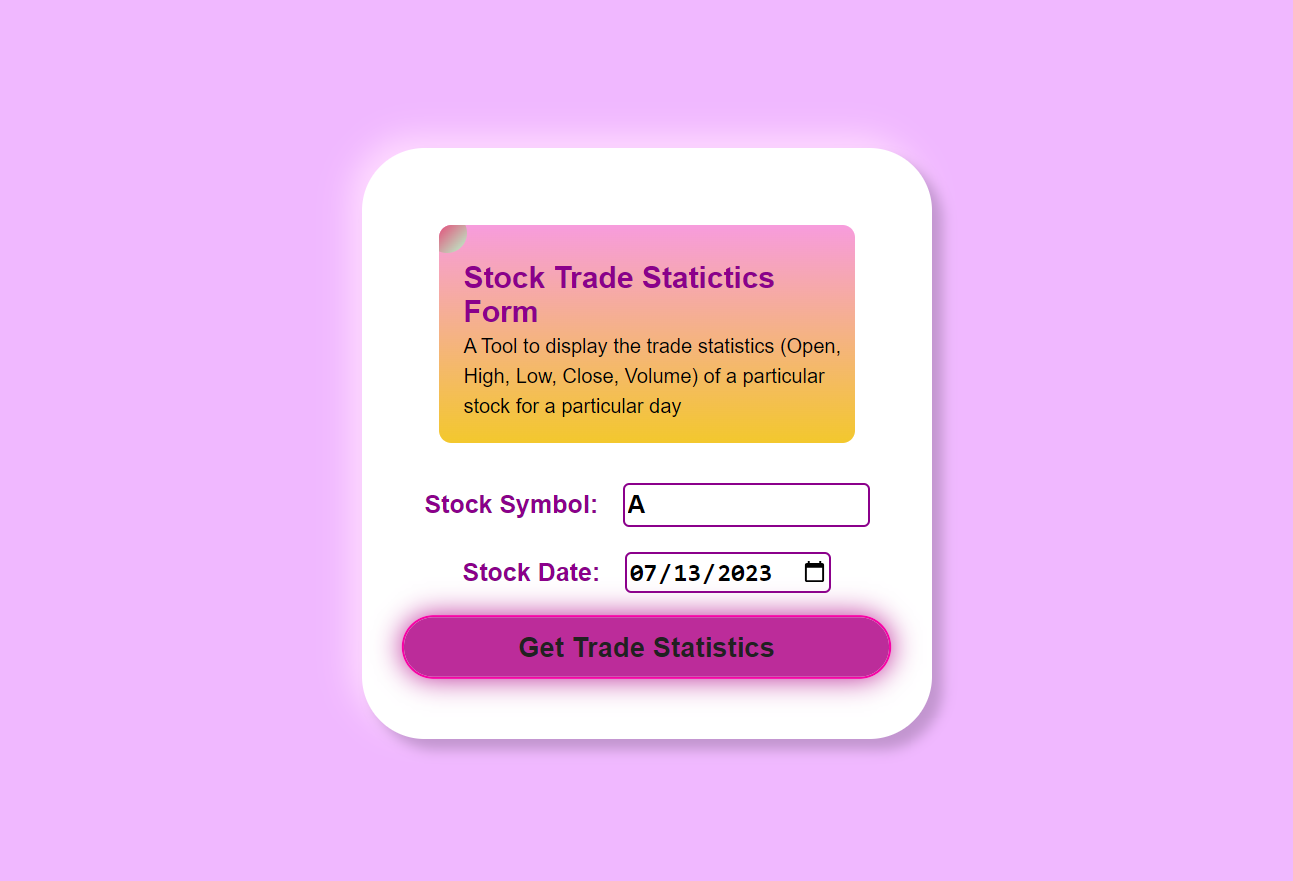 Stock Trade Statictics
Form
A Tool to display the trade statistics (Open,
High, Low, Close, Volume) of a particular
stock for a particular day
Stock Symbol: A
Stock Date: 07/13/2023
Get Trade Statistics